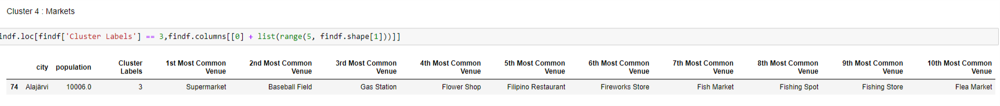 Cluster 4 : Markets
indf.loc[findf['Cluster Labels'] == 3,findf.columns[[0] + list(range(5, findf.shape[1]))]]
city population Cluster Labels 1st Most Common Venue 2nd Most Common Venue 3rd Most Common Venue 4th Most Common Venue 5th Most Common Venue 6th Most Common Venue 7th Most Common Venue 8th Most Common Venue 9th Most Common Venue 10th Most Common Venue
74 Alajärvi 10006.0 3 Supermarket Baseball Field Gas Station Flower Shop Filipino Restaurant Fireworks Store Fish Market Fishing Spot Fishing Store Flea Market